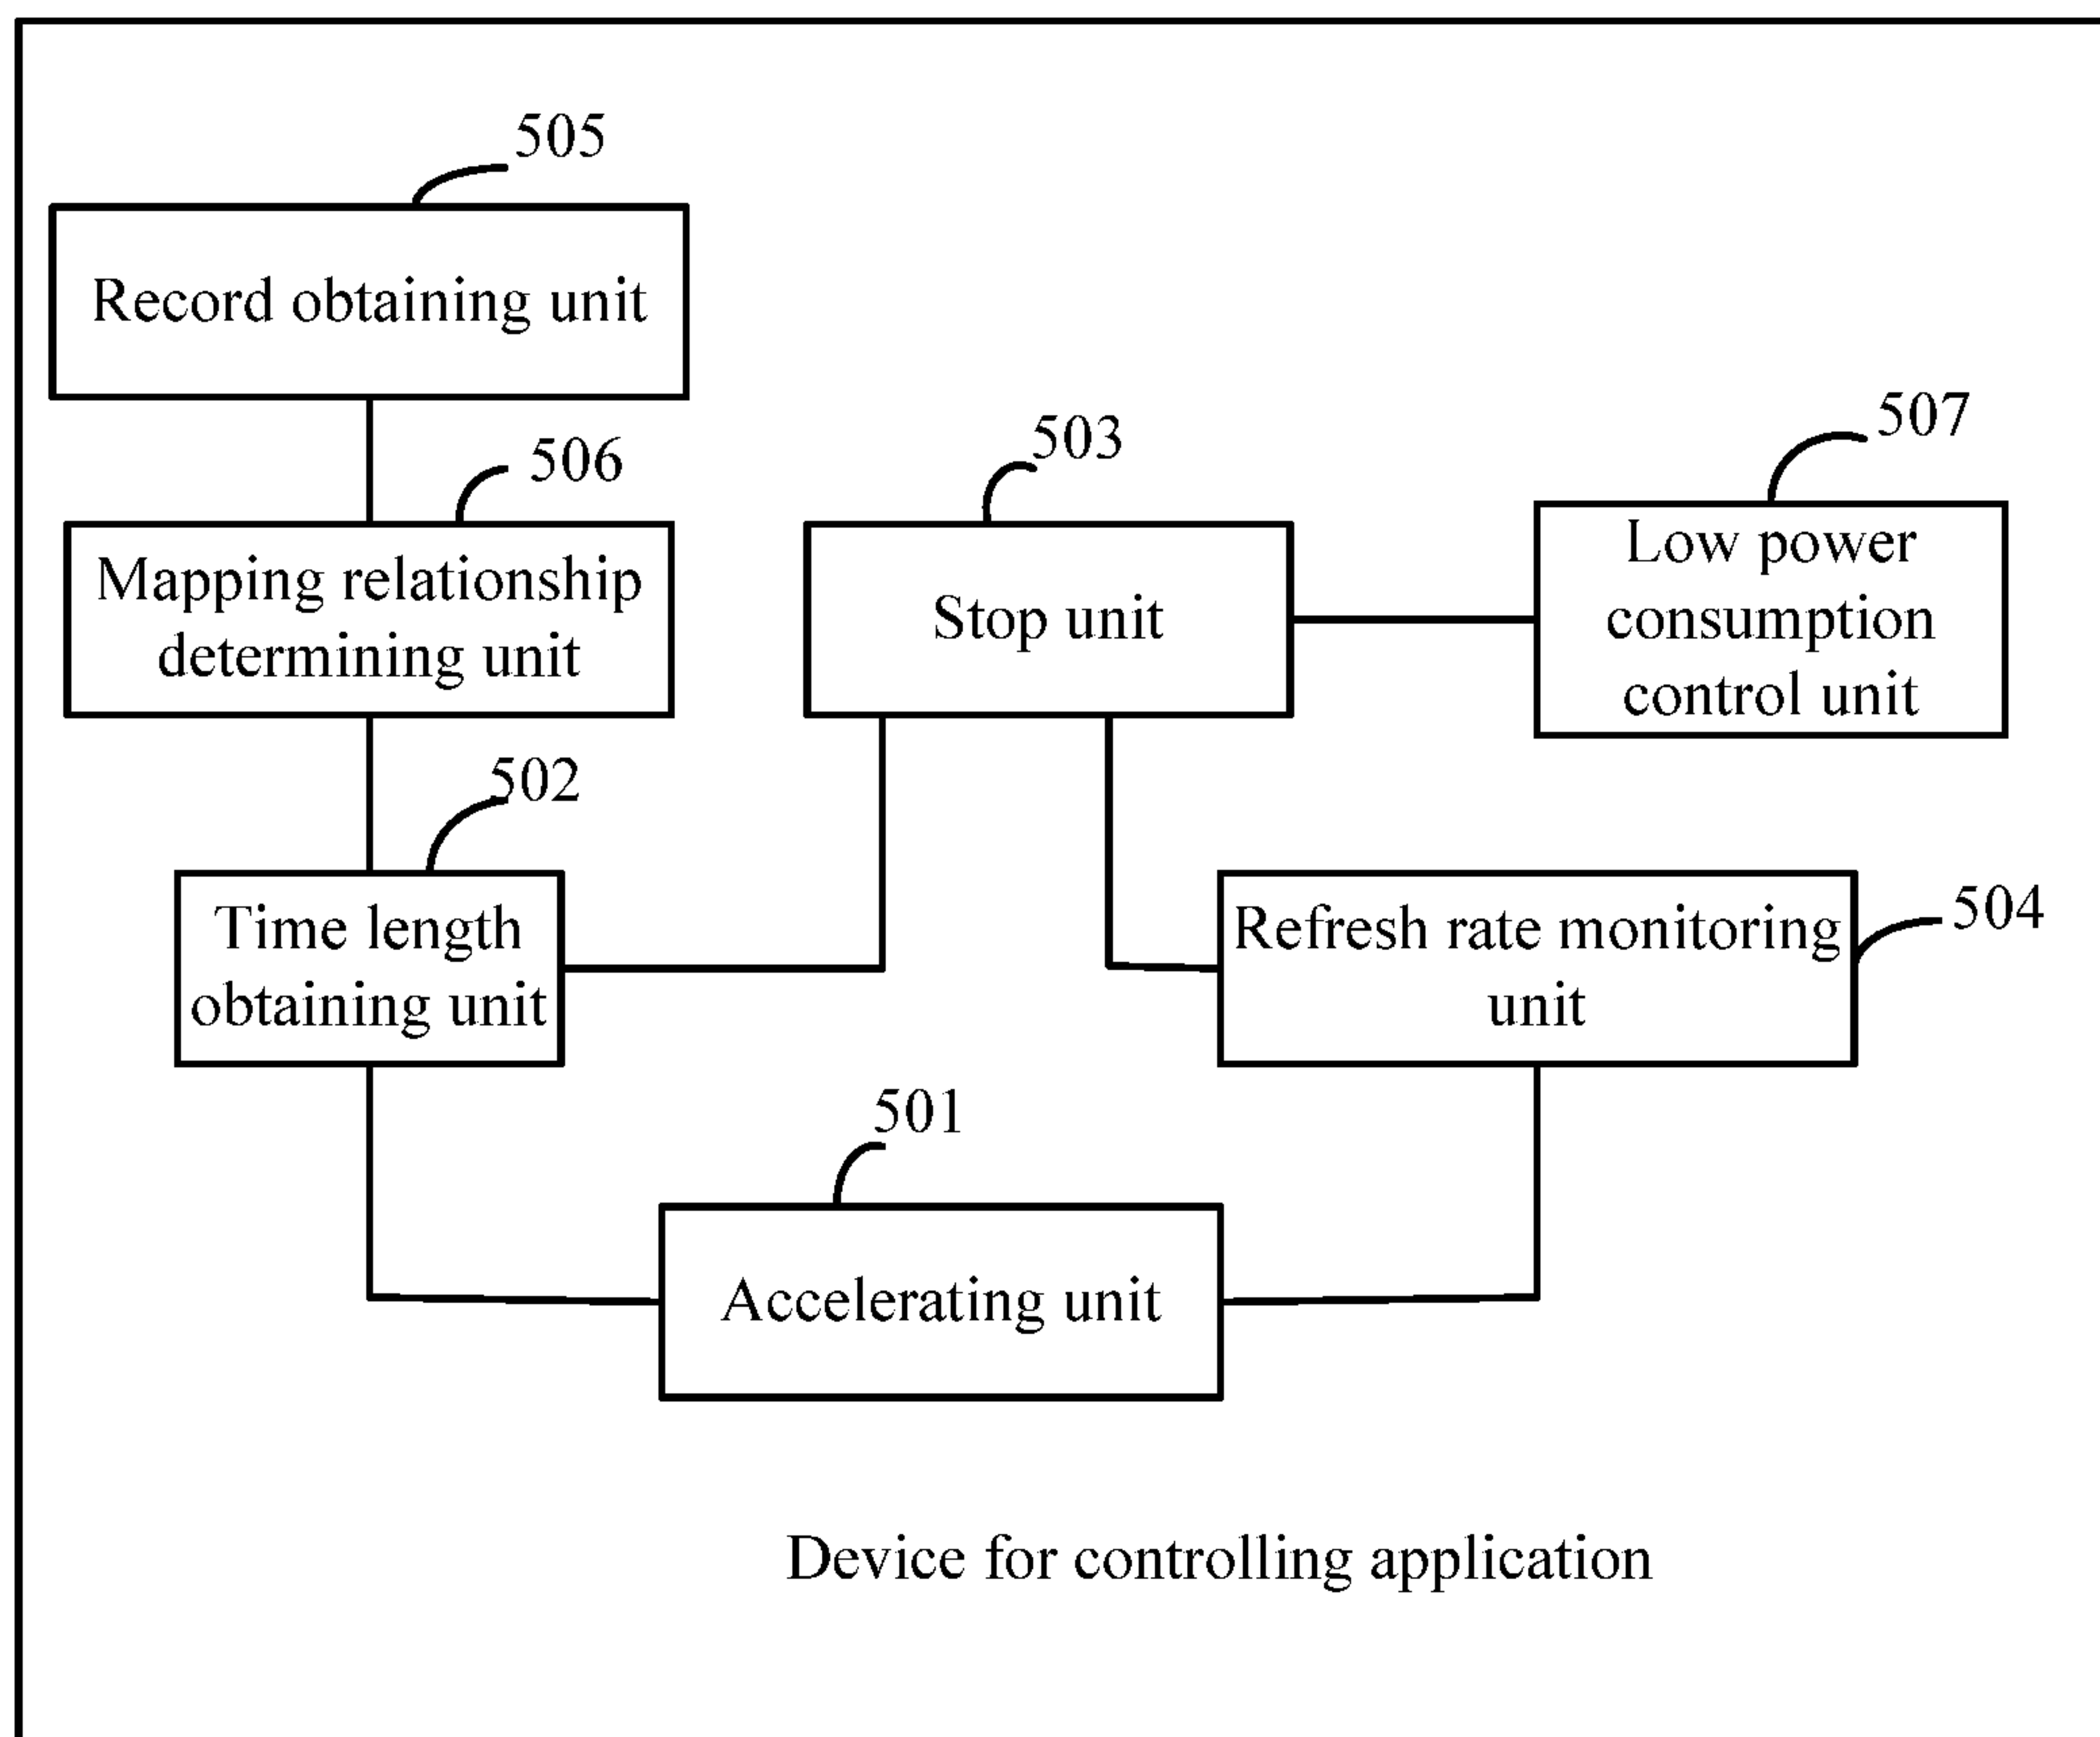 505
Record obtaining unit
506
Mapping relationship
determining unit
503
Stop unit
507
Low power
consumption
control unit
502
Time length
obtaining unit
Refresh rate monitoring
unit
504
501
Accelerating unit
Device for controlling application